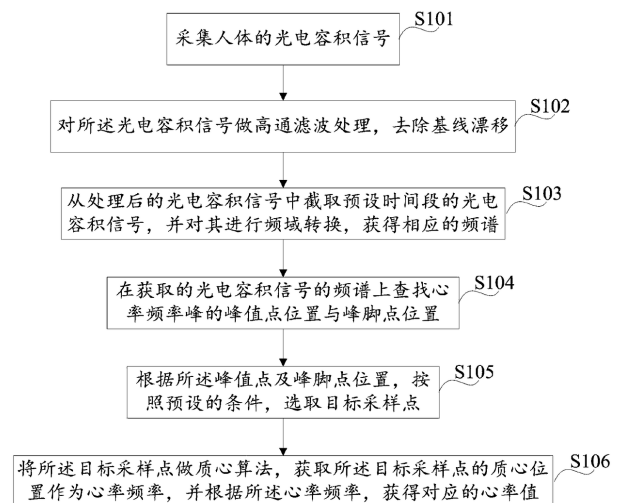 S101
采集人体的光电容积信号
S102
对所述光电容积信号做高通滤波处理，去除基线漂移
S103
从处理后的光电容积信号中截取预设时间段的光电
容积信号，并对其进行频域转换，获得相应的频谱
S104
在获取的光电容积信号的频谱上查找心
率频率峰的峰值点位置与峰脚点位置
S105
根据所述峰值点及峰脚点位置，按
照预设的条件，选取目标采样点
S106
将所述目标采样点做质心算法，获取所述目标采样点的质心位
置作为心率频率，并根据所述心率频率，获得对应的心率值